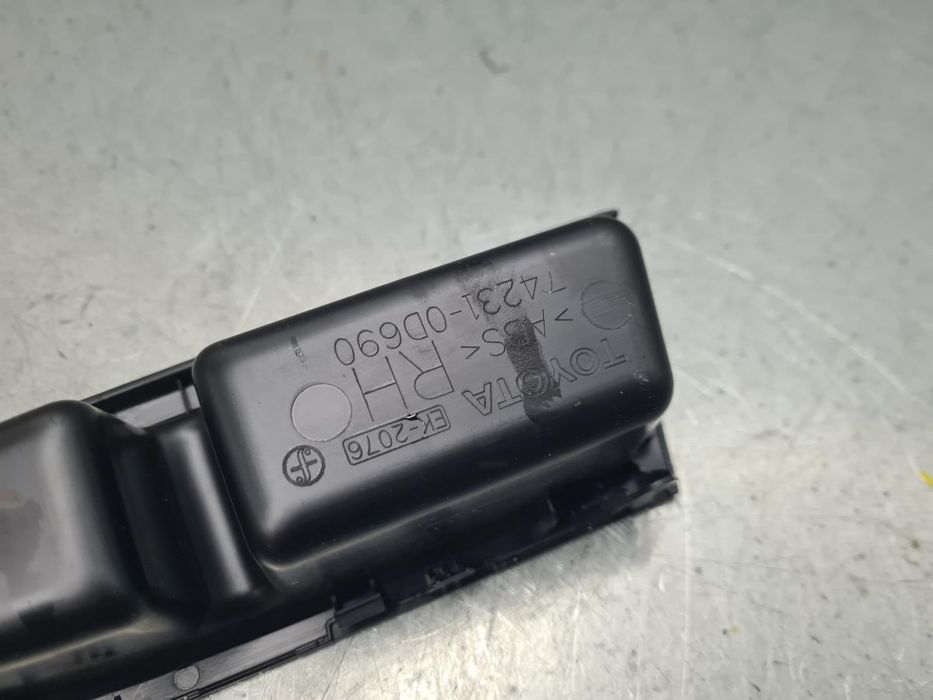 TOYOTA
>ABS<
RH
74231-0D690
EK-2076